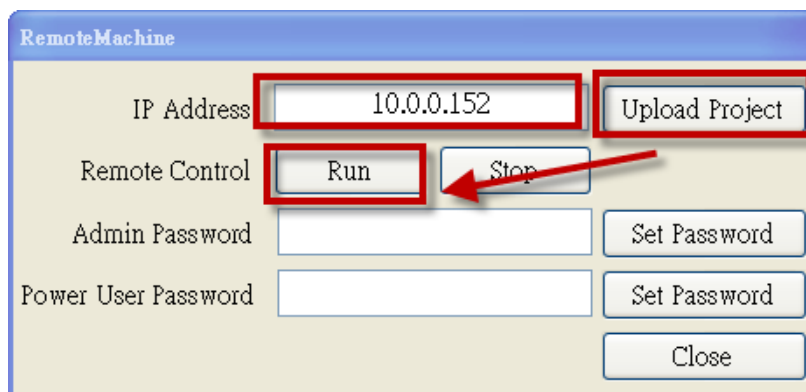 RemoteMachine
IP Address 10.0.0.152 Upload Project
Remote Control Run Stop
Admin Password Set Password
Power User Password Set Password
Close